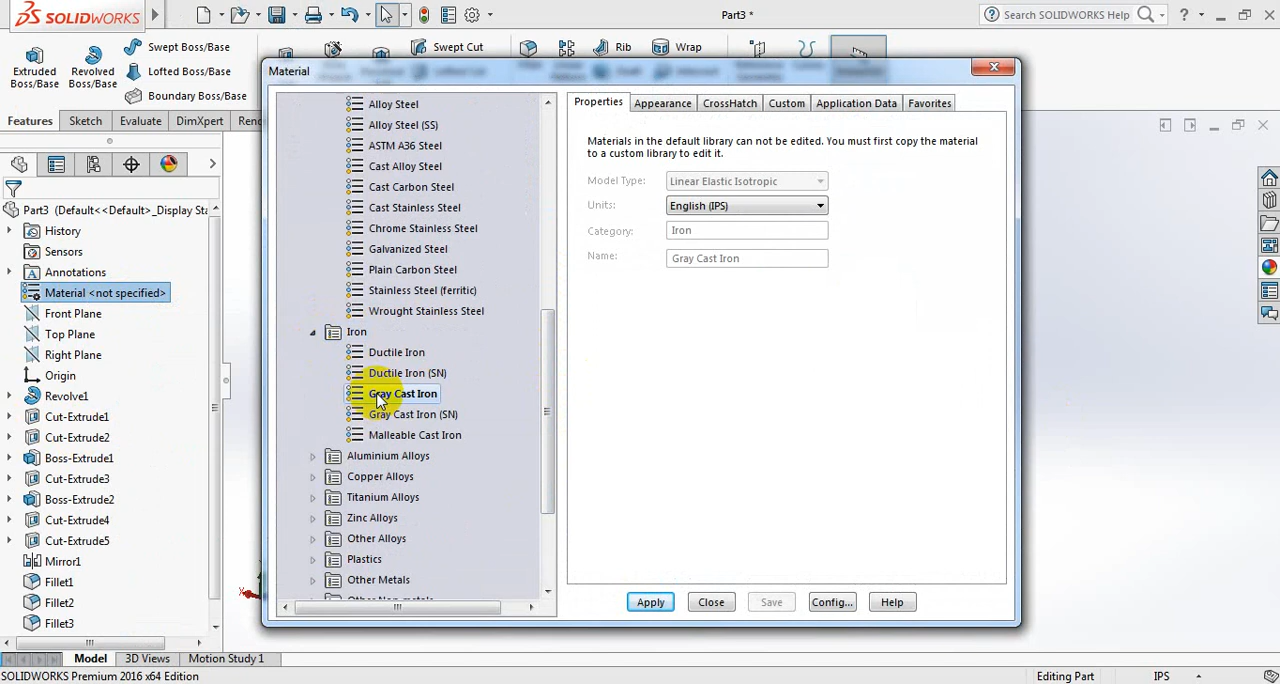 SOLIDWORKS
Part3 *
Search SOLIDWORKS Help
?
Extruded
Boss/Base
Revolved
Boss/Base
Swept Boss/Base
Lofted Boss/Base
Boundary Boss/Base
Swept Cut
Rib
Wrap
Features
Sketch
Evaluate
DimXpert
Part3 (Default<<Default>_Display Sta
History
Sensors
Annotations
Material <not specified>
Front Plane
Top Plane
Right Plane
Origin
Revolve1
Cut-Extrude1
Cut-Extrude2
Boss-Extrude1
Cut-Extrude3
Boss-Extrude2
Cut-Extrude4
Cut-Extrude5
Mirror1
Fillet1
Fillet2
Fillet3
Material
Alloy Steel
Alloy Steel (SS)
ASTM A36 Steel
Cast Alloy Steel
Cast Carbon Steel
Cast Stainless Steel
Chrome Stainless Steel
Galvanized Steel
Plain Carbon Steel
Stainless Steel (ferritic)
Wrought Stainless Steel
Iron
Ductile Iron
Ductile Iron (SN)
Gray Cast Iron
Gray Cast Iron (SN)
Malleable Cast Iron
Aluminium Alloys
Copper Alloys
Titanium Alloys
Zinc Alloys
Other Alloys
Plastics
Other Metals
Properties
Appearance
CrossHatch
Custom
Application Data
Favorites
Materials in the default library can not be edited. You must first copy the material
to a custom library to edit it.
Model Type: Linear Elastic Isotropic
Units: English (IPS)
Category: Iron
Name: Gray Cast Iron
Apply
Close
Save
Config...
Help
Model
3D Views
Motion Study 1
SOLIDWORKS Premium 2016 x64 Edition
Editing Part
IPS